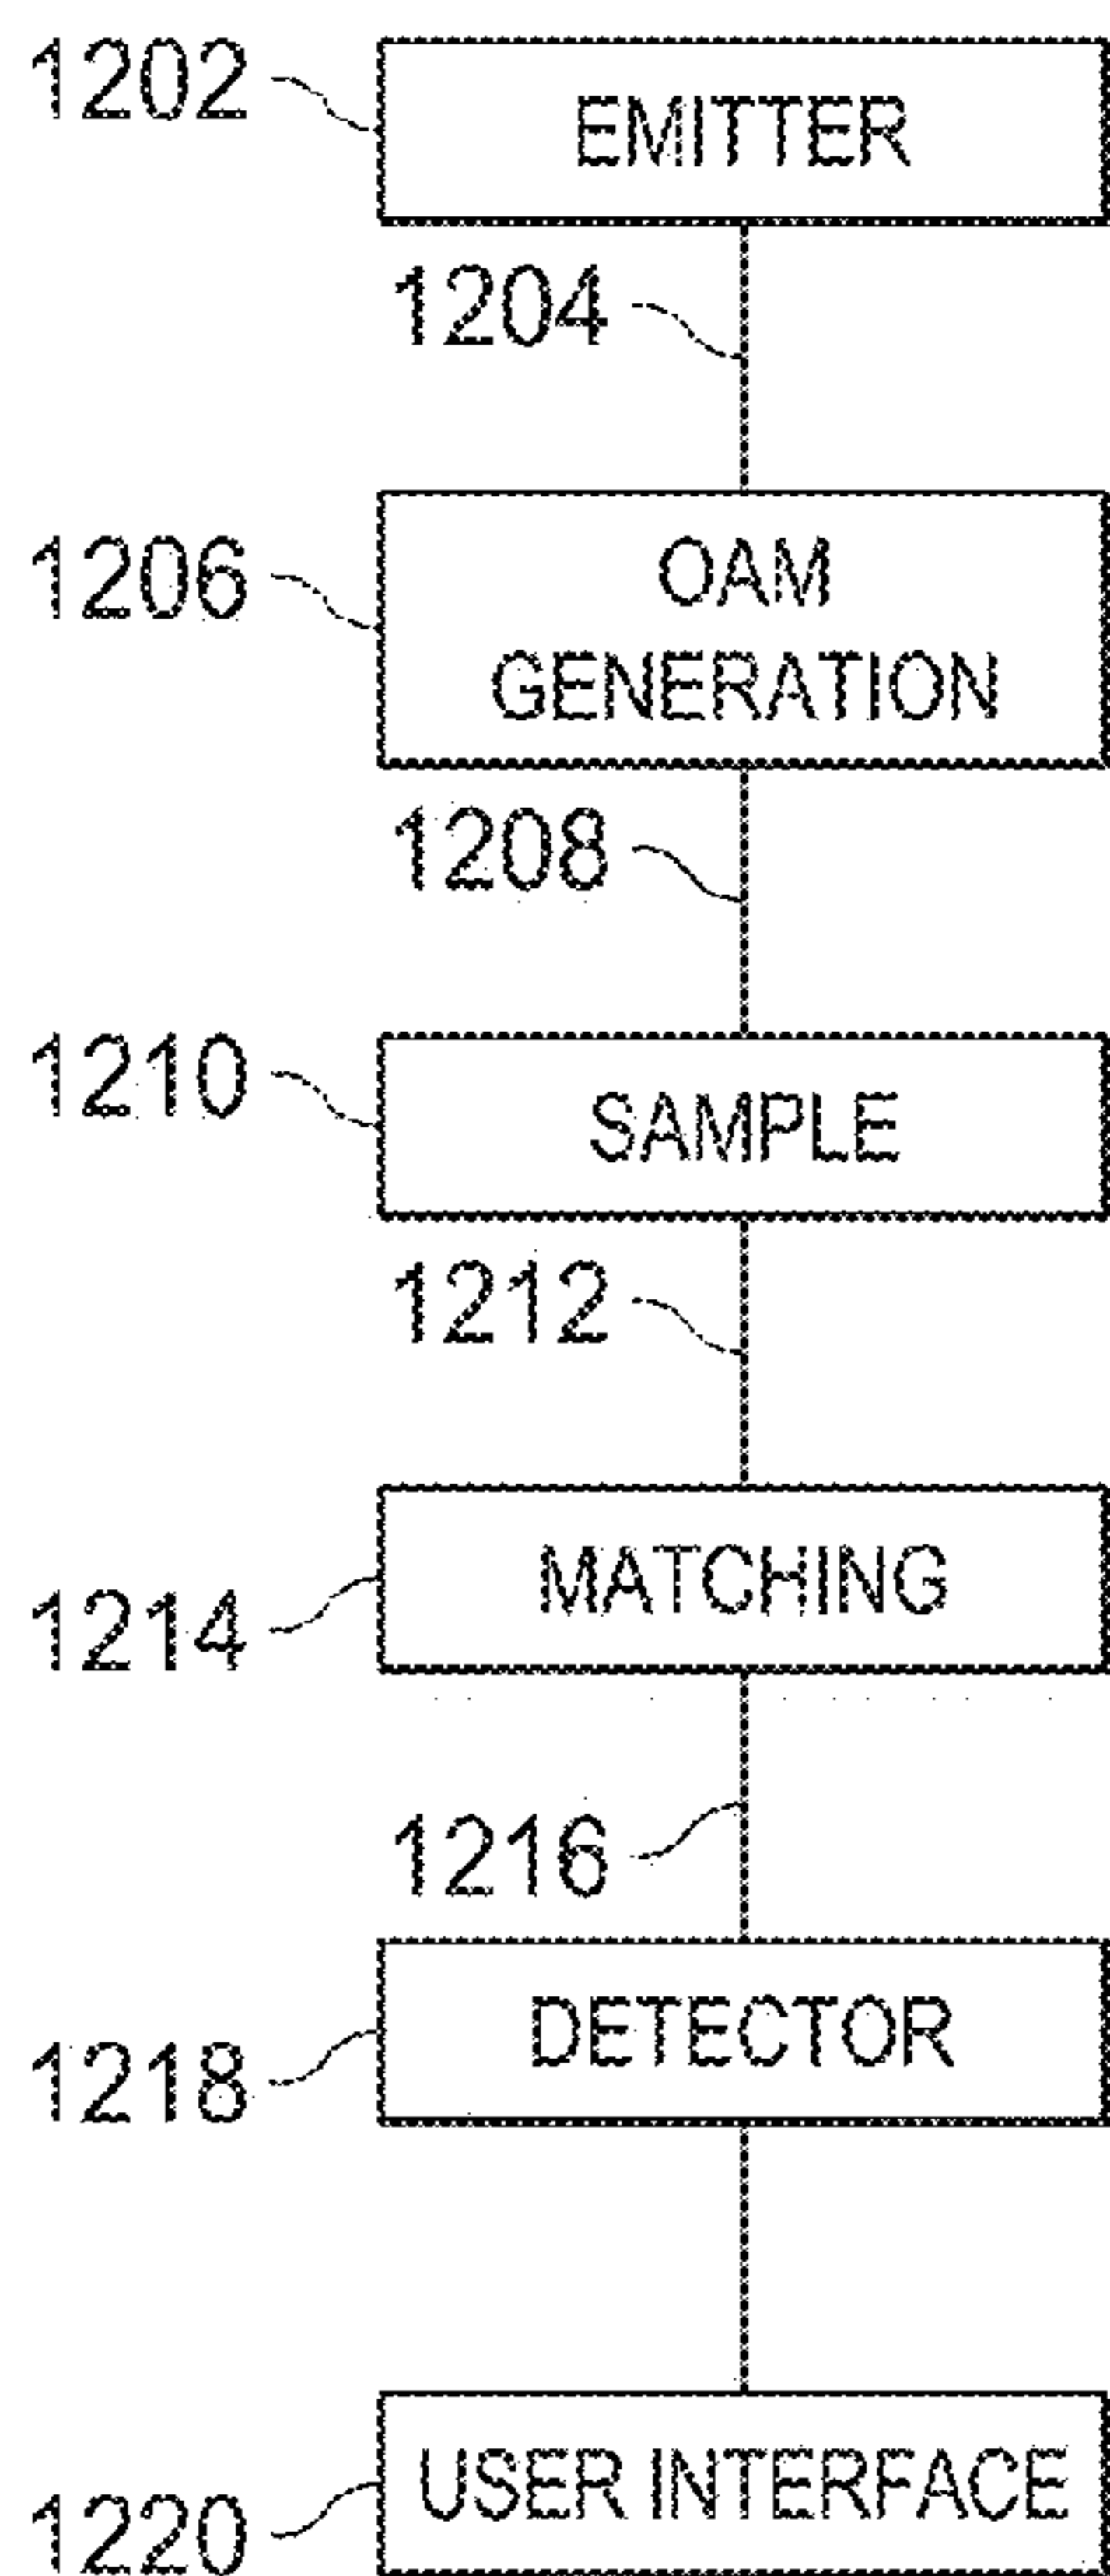 1202
EMITTER
1204
1206
OAM
GENERATION
1208
1210
SAMPLE
1212
MATCHING
1214
1216
DETECTOR
1218
USER INTERFACE
1220